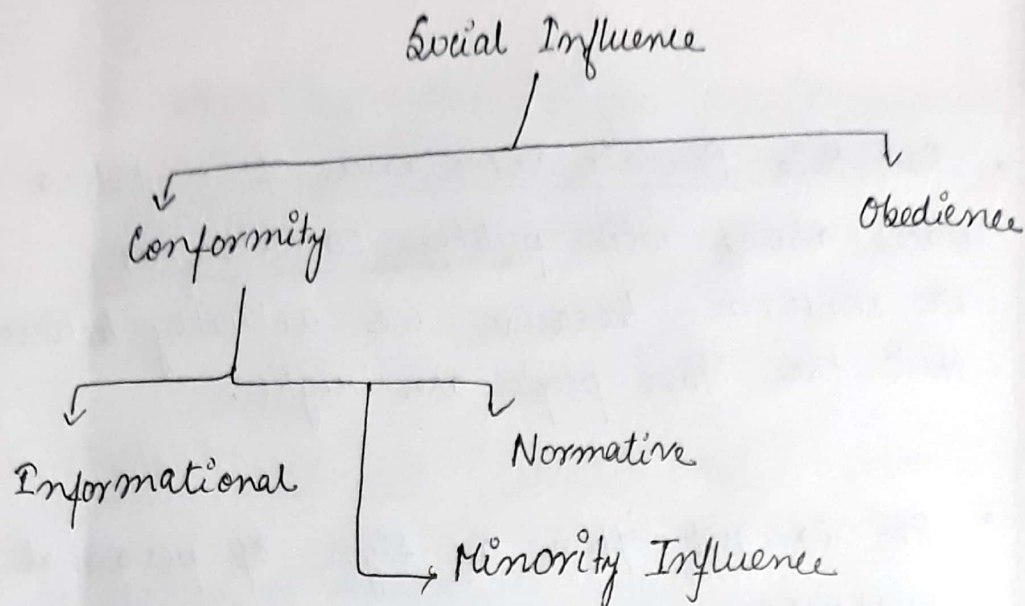 Social Influence
Conformity
Obedience
Informational
Normative
Minority Influence